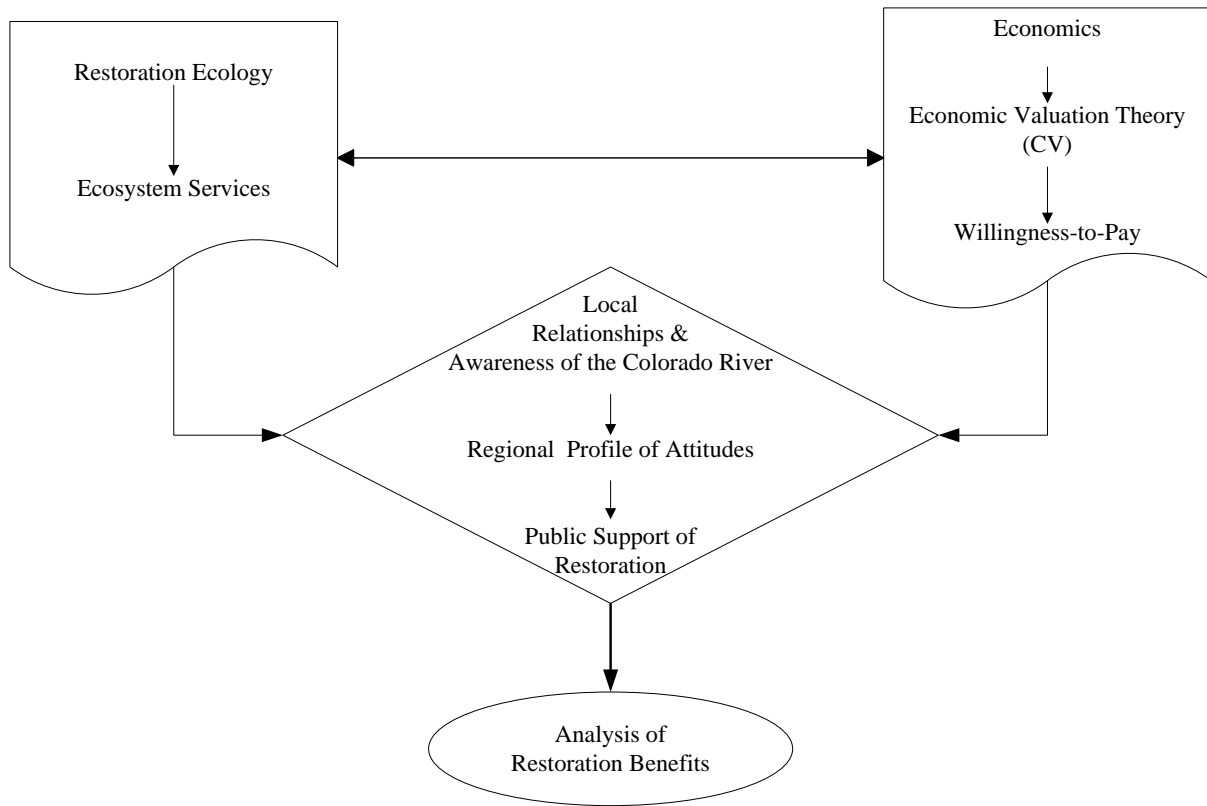 Restoration Ecology
Ecosystem Services
Economics
Economic Valuation Theory
(CV)
Willingness-to-Pay
Local
Relationships &
Awareness of the Colorado River
Regional Profile of Attitudes
Public Support of
Restoration
Analysis of
Restoration Benefits